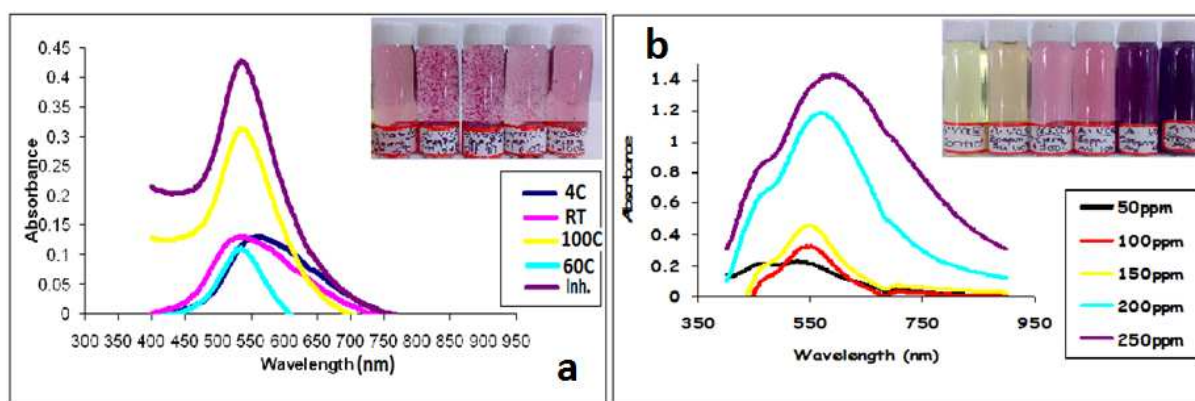 a
Absorbance
0.45
0.4
0.35
0.3
0.25
0.2
0.15
0.1
0.05
0
300 350 400 450 500 550 600 650 700 750 800 850 900 950
Wavelength (nm)
4C
RT
100C
60C
Inh.
b
Absorbance
1.4
1.2
1
0.8
0.6
0.4
0.2
0
350 550 750 950
Wavelength (nm)
50ppm
100ppm
150ppm
200ppm
250ppm